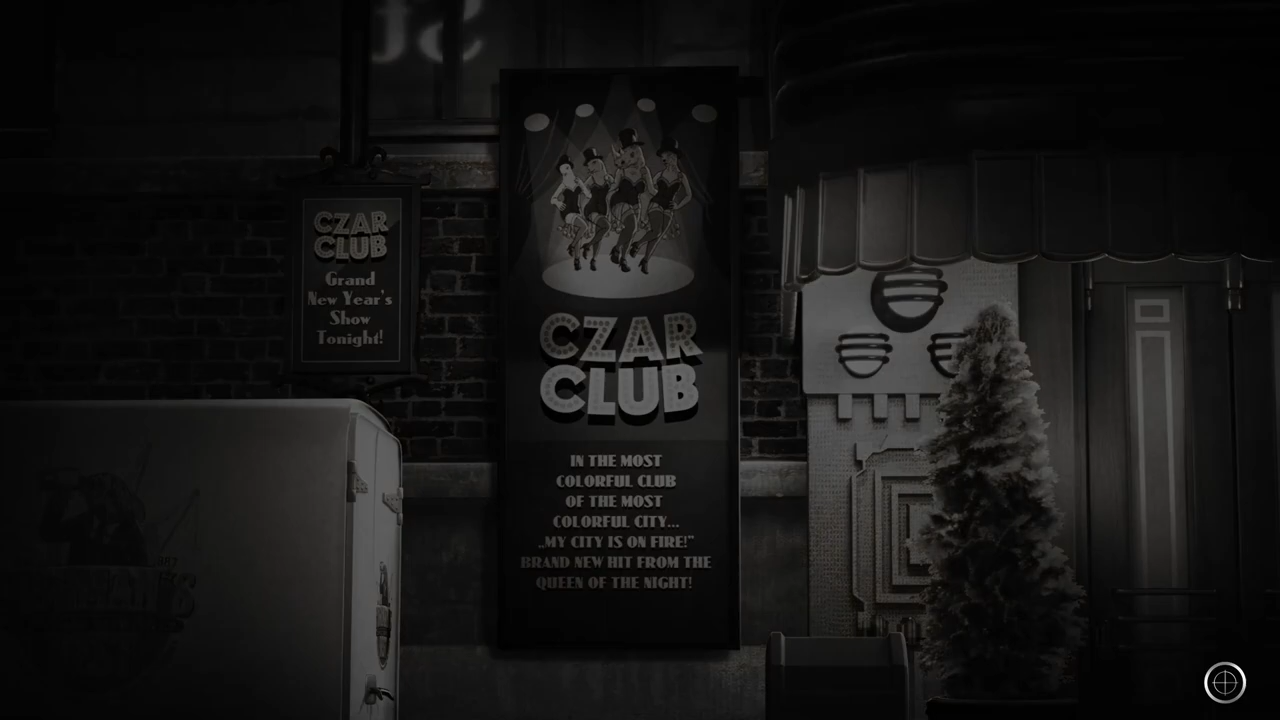 CZAR
CLUB
Grand
New Year's
Show
Tonight!
CZAR
CLUB
IN THE MOST
COLORFUL CLUB
OF THE MOST
COLORFUL CITY...
„MY CITY IS ON FIRE!"
BRAND NEW HIT FROM THE
QUEEN OF THE NIGHT!